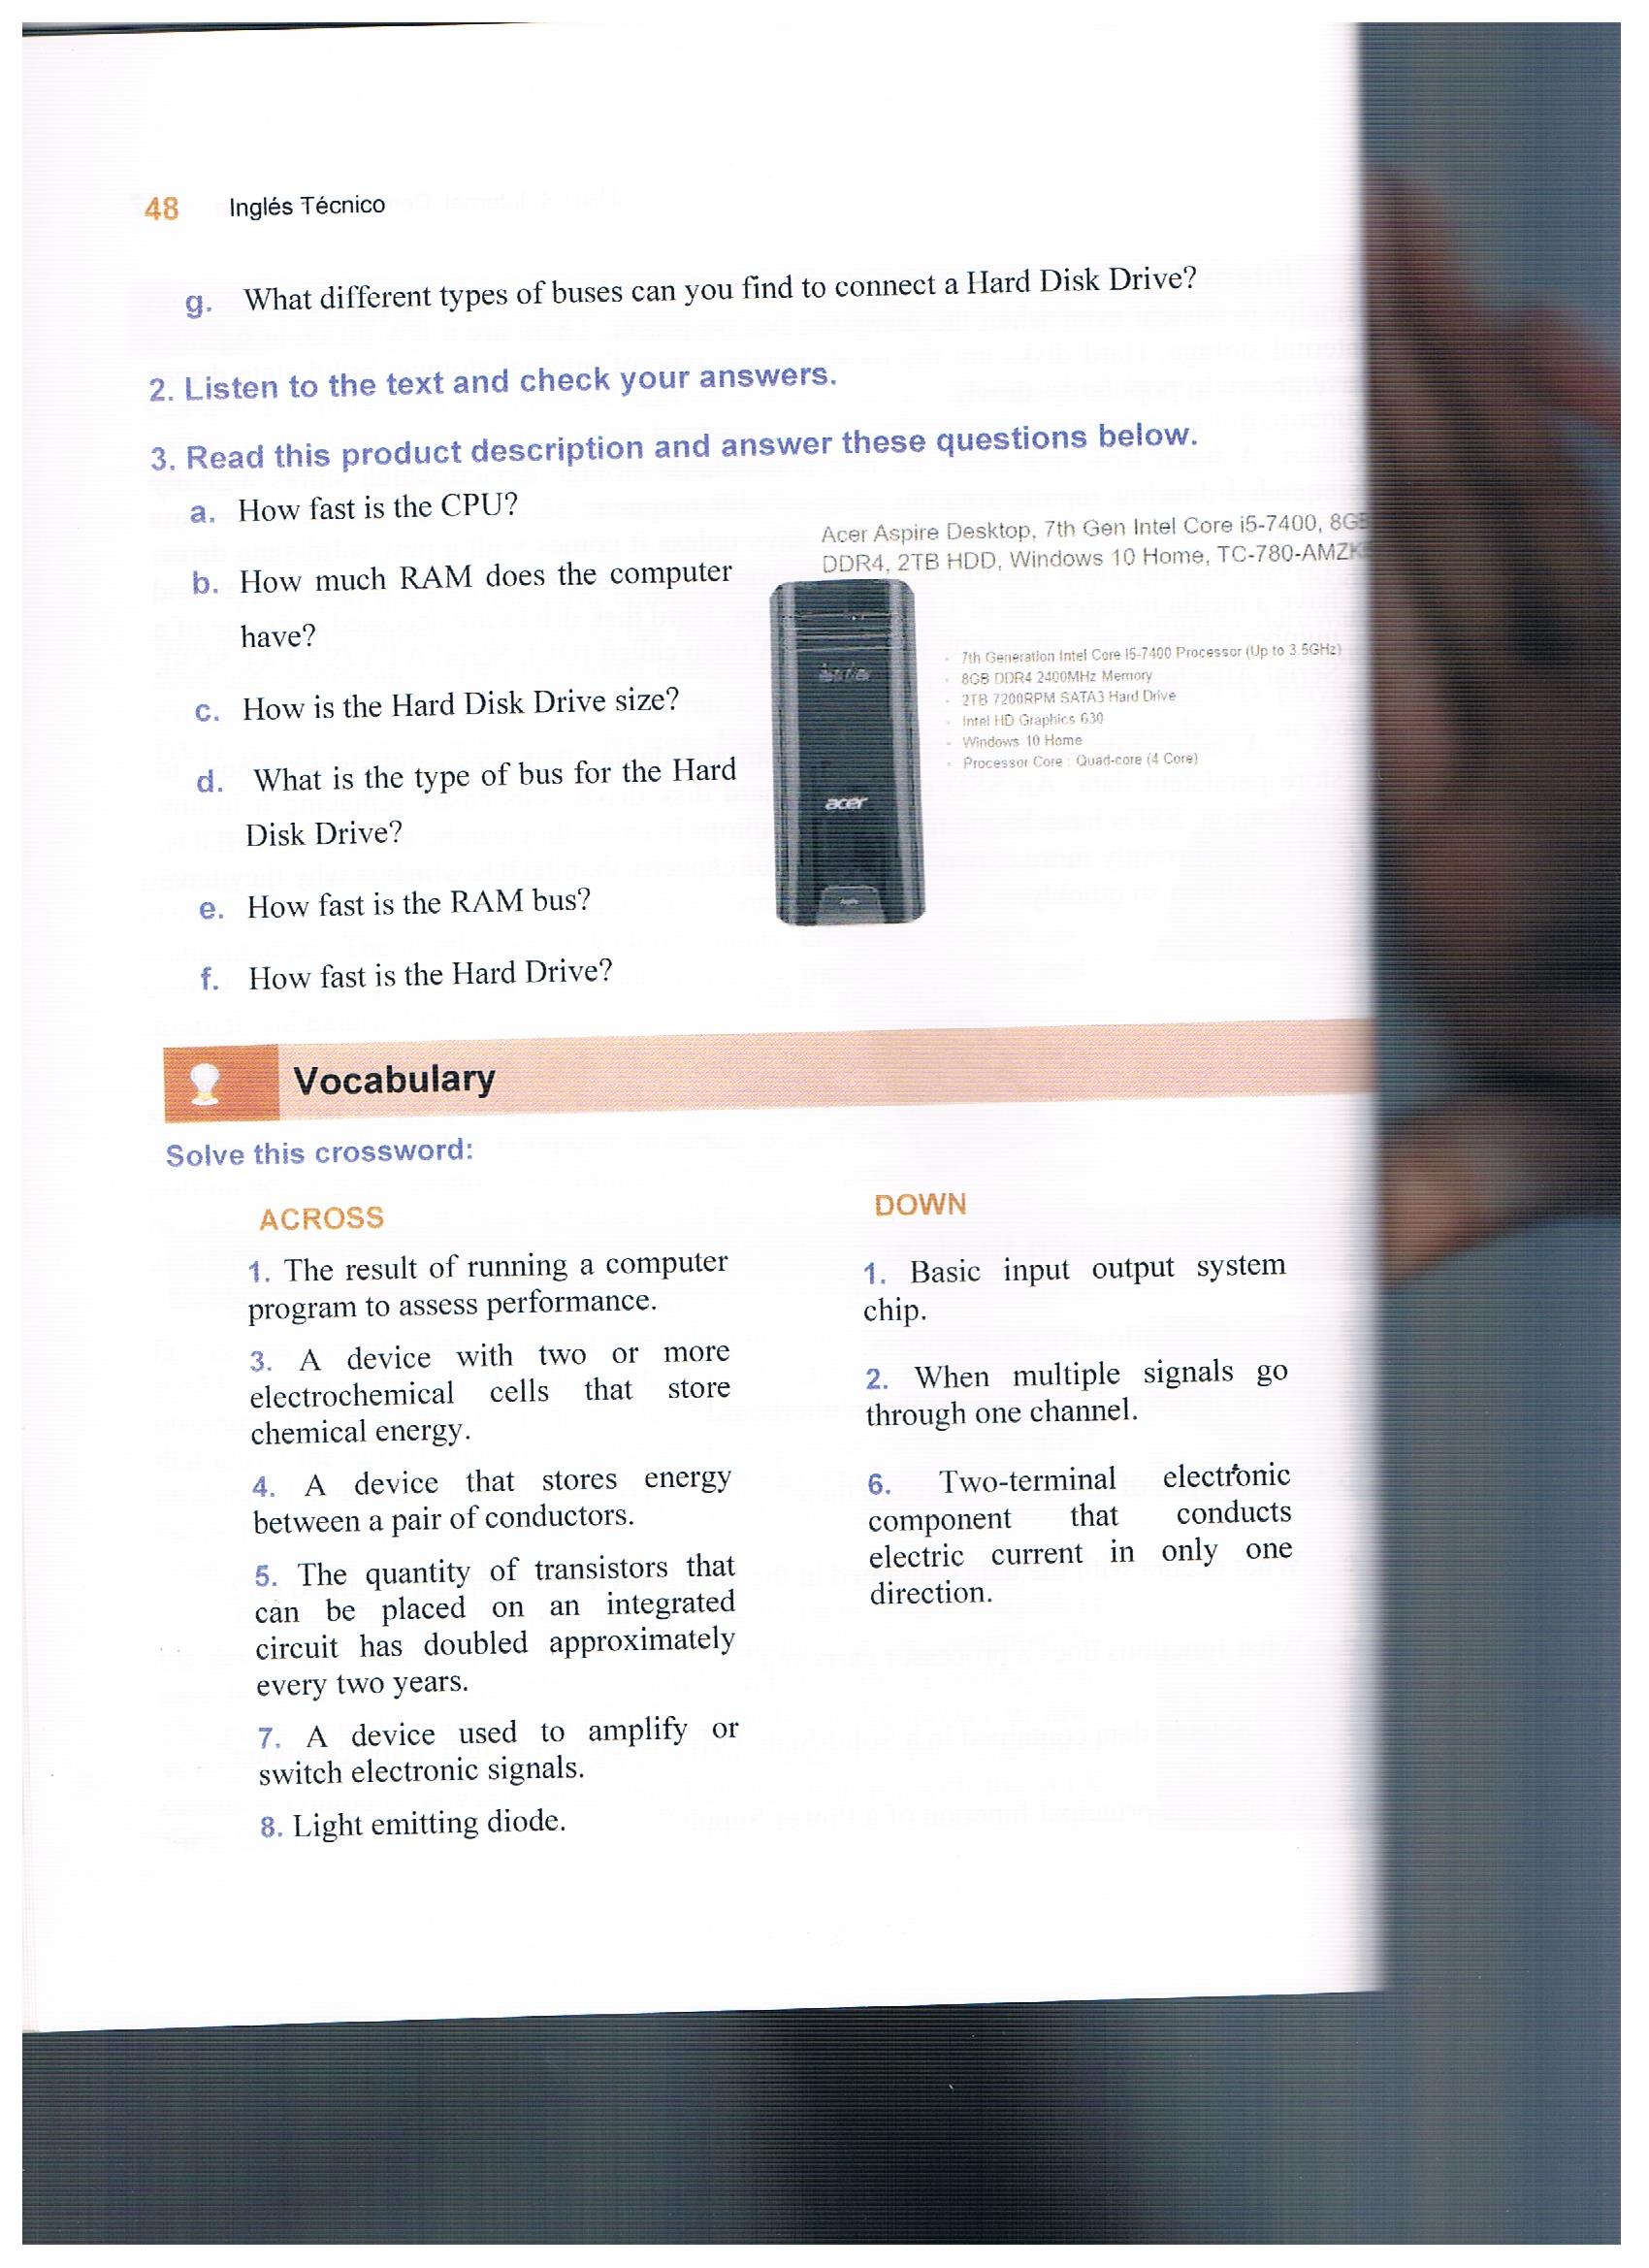 48 Inglés Técnico
g. What different types of buses can you find to connect a Hard Disk Drive?
2. Listen to the text and check your answers.
3. Read this product description and answer these questions below.
a. How fast is the CPU?
b. How much RAM does the computer
have?
c. How is the Hard Disk Drive size?
d. What is the type of bus for the Hard
Disk Drive?
e. How fast is the RAM bus?
f. How fast is the Hard Drive?
Acer Aspire Desktop, 7th Gen Intel Core i5-7400, 8GB
DDR4, 2TB HDD, Windows 10 Home, TC-780-AMZK
7th Generation Intel Core i5-7400 Processor (Up to 3.5GHz)
8GB DDR4 2400MHz Memory
2TB 7200RPM SATA3 Hard Drive
Intel HD Graphics 630
Windows 10 Home
Processor Core : Quad-core (4 Core)
acer
Vocabulary
Solve this crossword:
ACROSS
1. The result of running a computer
program to assess performance.
3. A device with two or more
electrochemical cells that store
chemical energy.
4. A device that stores energy
between a pair of conductors.
5. The quantity of transistors that
can be placed on an integrated
circuit has doubled approximately
every two years.
7. A device used to amplify or
switch electronic signals.
8. Light emitting diode.
DOWN
1. Basic input output system
chip.
2. When multiple signals go
through one channel.
6. Two-terminal electronic
component that conducts
electric current in only one
direction.